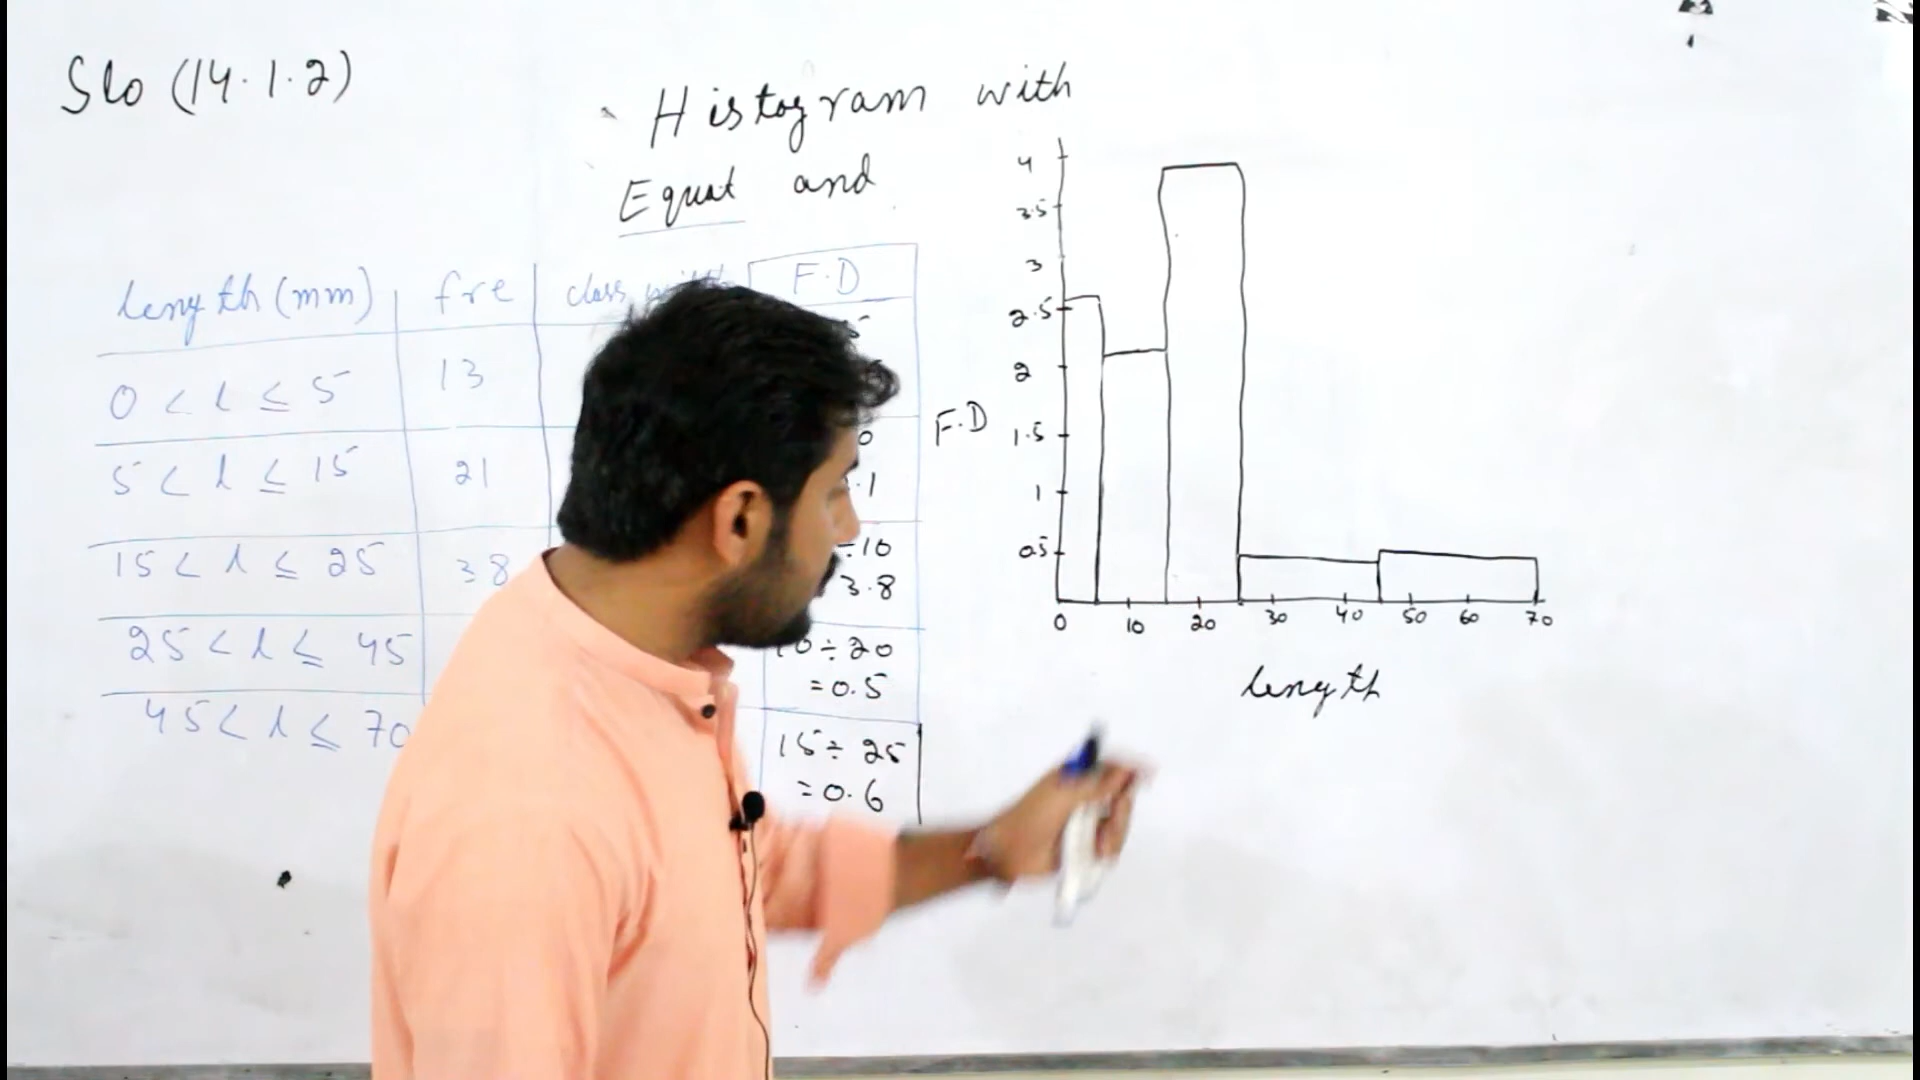 Slo (14.1.2)
Histogram with
Equal and
length (mm) fre class F.D
0 < l ≤ 5 13
5 < l ≤ 15 21
15 < l ≤ 25 38 ÷10
3.8
25 < l ≤ 45 10 ÷ 20
= 0.5
45 < l ≤ 70 15 ÷ 25
= 0.6
4
3.5
3
2.5
2
F.D 1.5
1
0.5
0 10 20 30 40 50 60 70
length